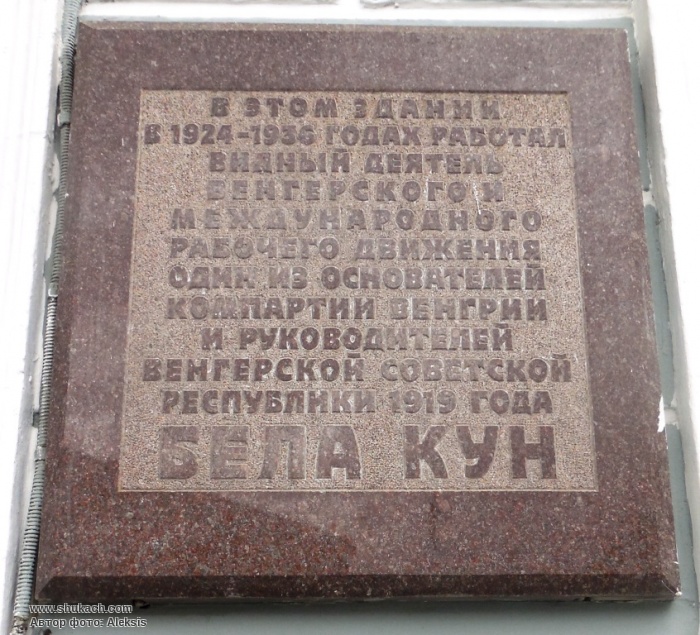 В ЭТОМ ЗДАНИИ
В 1924-1936 ГОДАХ РАБОТАЛ
ВИДНЫЙ ДЕЯТЕЛЬ
ВЕНГЕРСКОГО И
МЕЖДУНАРОДНОГО
РАБОЧЕГО ДВИЖЕНИЯ
ОДИН ИЗ ОСНОВАТЕЛЕЙ
КОМПАРТИИ ВЕНГРИИ
И РУКОВОДИТЕЛЕЙ
ВЕНГЕРСКОЙ СОВЕТСКОЙ
РЕСПУБЛИКИ 1919 ГОДА
БЕЛА КУН
www.shukach.com
Автор фото: Aleksis